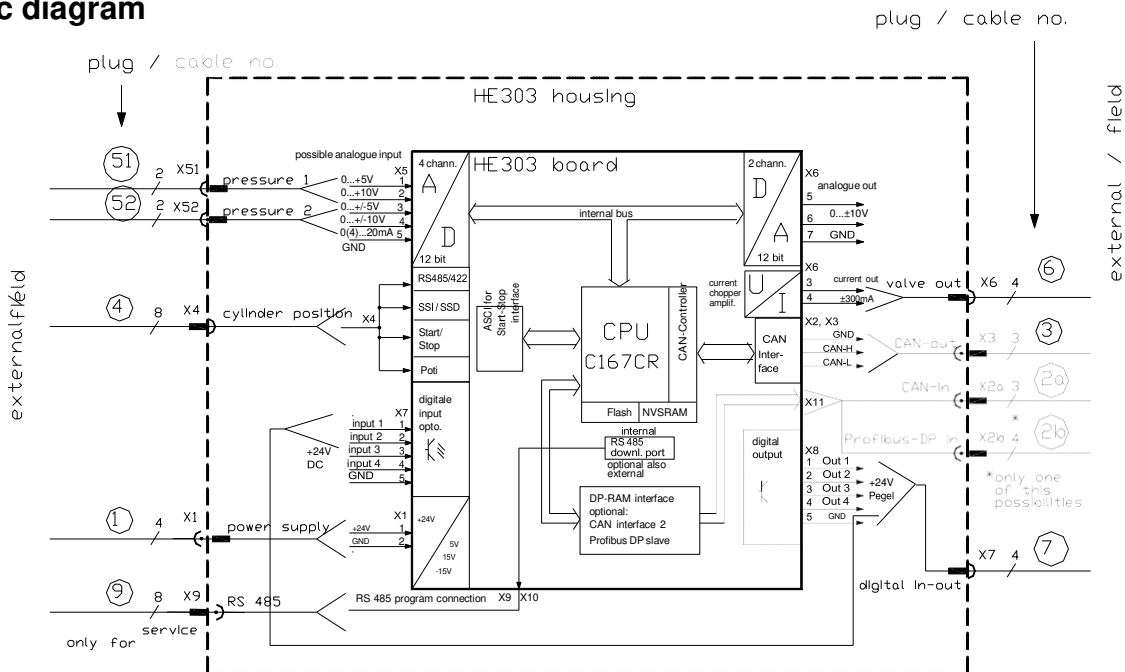 c diagram
plug / cable no.
plug / cable no.
external / field
HE303 housing
51
2
X51
pressure 1
52
2
X52
pressure 2
possible analogue input
X5
0...+5V
1
0...+10V
2
0...+/-5V
3
0...+/-10V
4
0(4)...20mA
5
GND
4 chann.
A
D
12 bit
HE303 board
internal bus
2 chann.
D
A
12 bit
X6
analogue out
5
6
0...±10V
7
GND
4
8
X4
cylinder position
X4
RS485/422
SSI / SSD
Start/
Stop
Poti
ASCI for
Start-Stop
interface
CPU
C167CR
CAN-Controller
Flash
NVSRAM
current
chopper
amplif.
U
I
X6
3
current out
4
±300mA
valve out
X6
4
6
X2, X3
CAN
Inter-
face
GND
CAN-H
CAN-L
CAN-out
X3
3
3
CAN-in
X2a
3
2a
X11
Profibus-DP in
X2b
4
*
2b
*only one
of this
possibilities
digitale
input
opto.
X7
input 1
1
input 2
2
input 3
3
input 4
4
GND
5
+24V
DC
internal
RS 485
downl. port
optional also
external
DP-RAM interface
optional:
CAN interface 2
Profibus DP slave
digital
output
X8
1
Out 1
2
Out 2
3
Out 3
4
Out 4
5
GND
+24V
Pegel
X7
4
7
digital in-out
1
4
X1
power supply
X1
+24V
1
GND
2
+24V
5V
15V
-15V
9
8
X9
RS 485
RS 485 program connection
X9
X10
only for
service